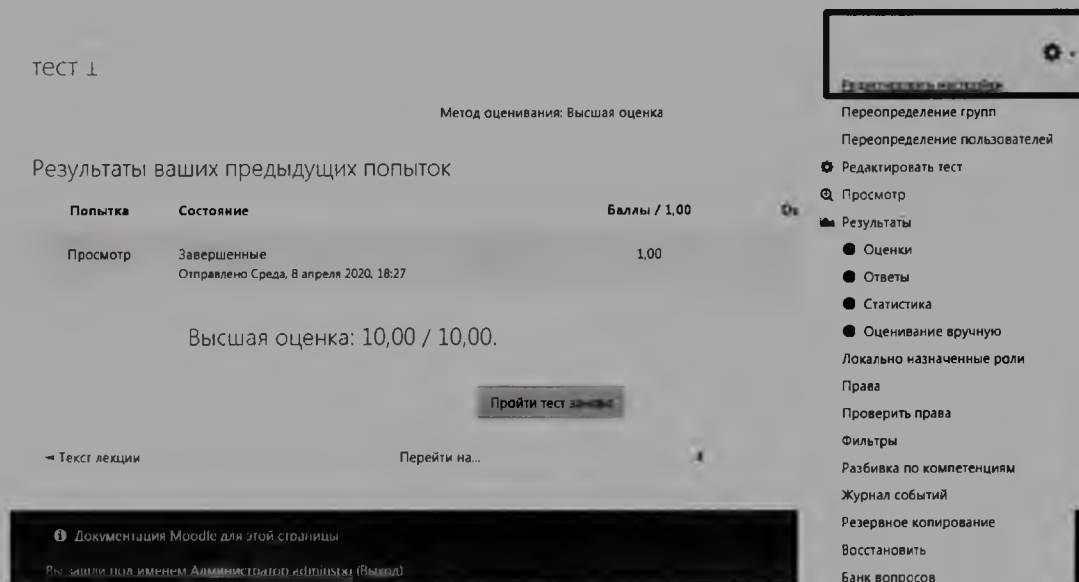 тест 1
Метод оценивания: Высшая оценка
Результаты ваших предыдущих попыток
Попытка Состояние Баллы / 1,00
Просмотр Завершенные 1,00
Отправлено Среда, 8 апреля 2020, 18:27
Высшая оценка: 10,00 / 10,00.
Пройти тест заново
◄ Текст лекции Перейти на...
Документация Moodle для этой страницы
Вы зашли под именем Администратор adminspo (Выход)
Редактировать настройки
Переопределение групп
Переопределение пользователей
Редактировать тест
Просмотр
Результаты
Оценки
Ответы
Статистика
Оценивание вручную
Локально назначенные роли
Права
Проверить права
Фильтры
Разбивка по компетенциям
Журнал событий
Резервное копирование
Восстановить
Банк вопросов